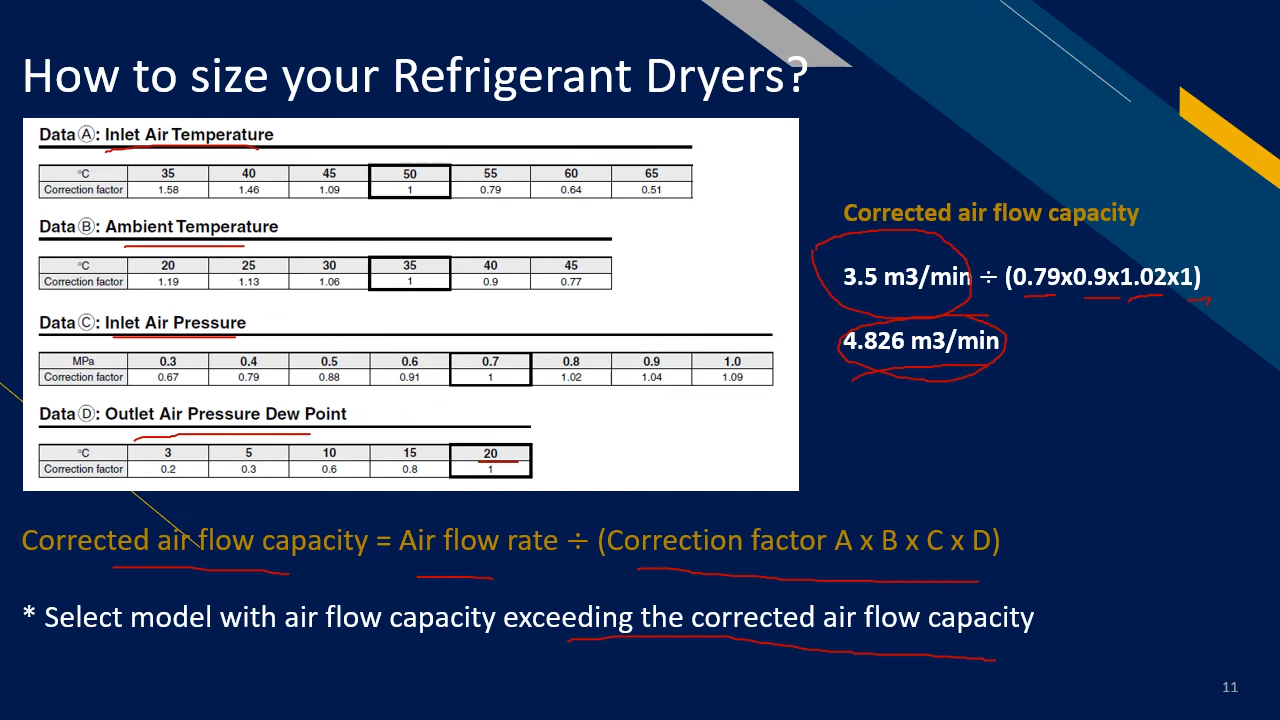 How to size your Refrigerant Dryers?
Data Ⓐ: Inlet Air Temperature
°C 35 40 45 50 55 60 65
Correction factor 1.58 1.46 1.09 1 0.79 0.64 0.51
Data Ⓑ: Ambient Temperature
°C 20 25 30 35 40 45
Correction factor 1.19 1.13 1.06 1 0.9 0.77
Data Ⓒ: Inlet Air Pressure
MPa 0.3 0.4 0.5 0.6 0.7 0.8 0.9 1.0
Correction factor 0.67 0.79 0.88 0.91 1 1.02 1.04 1.09
Data Ⓓ: Outlet Air Pressure Dew Point
°C 3 5 10 15 20
Correction factor 0.2 0.3 0.6 0.8 1
Corrected air flow capacity
3.5 m3/min ÷ (0.79x0.9x1.02x1)
4.826 m3/min
Corrected air flow capacity = Air flow rate ÷ (Correction factor A x B x C x D)
* Select model with air flow capacity exceeding the corrected air flow capacity
11